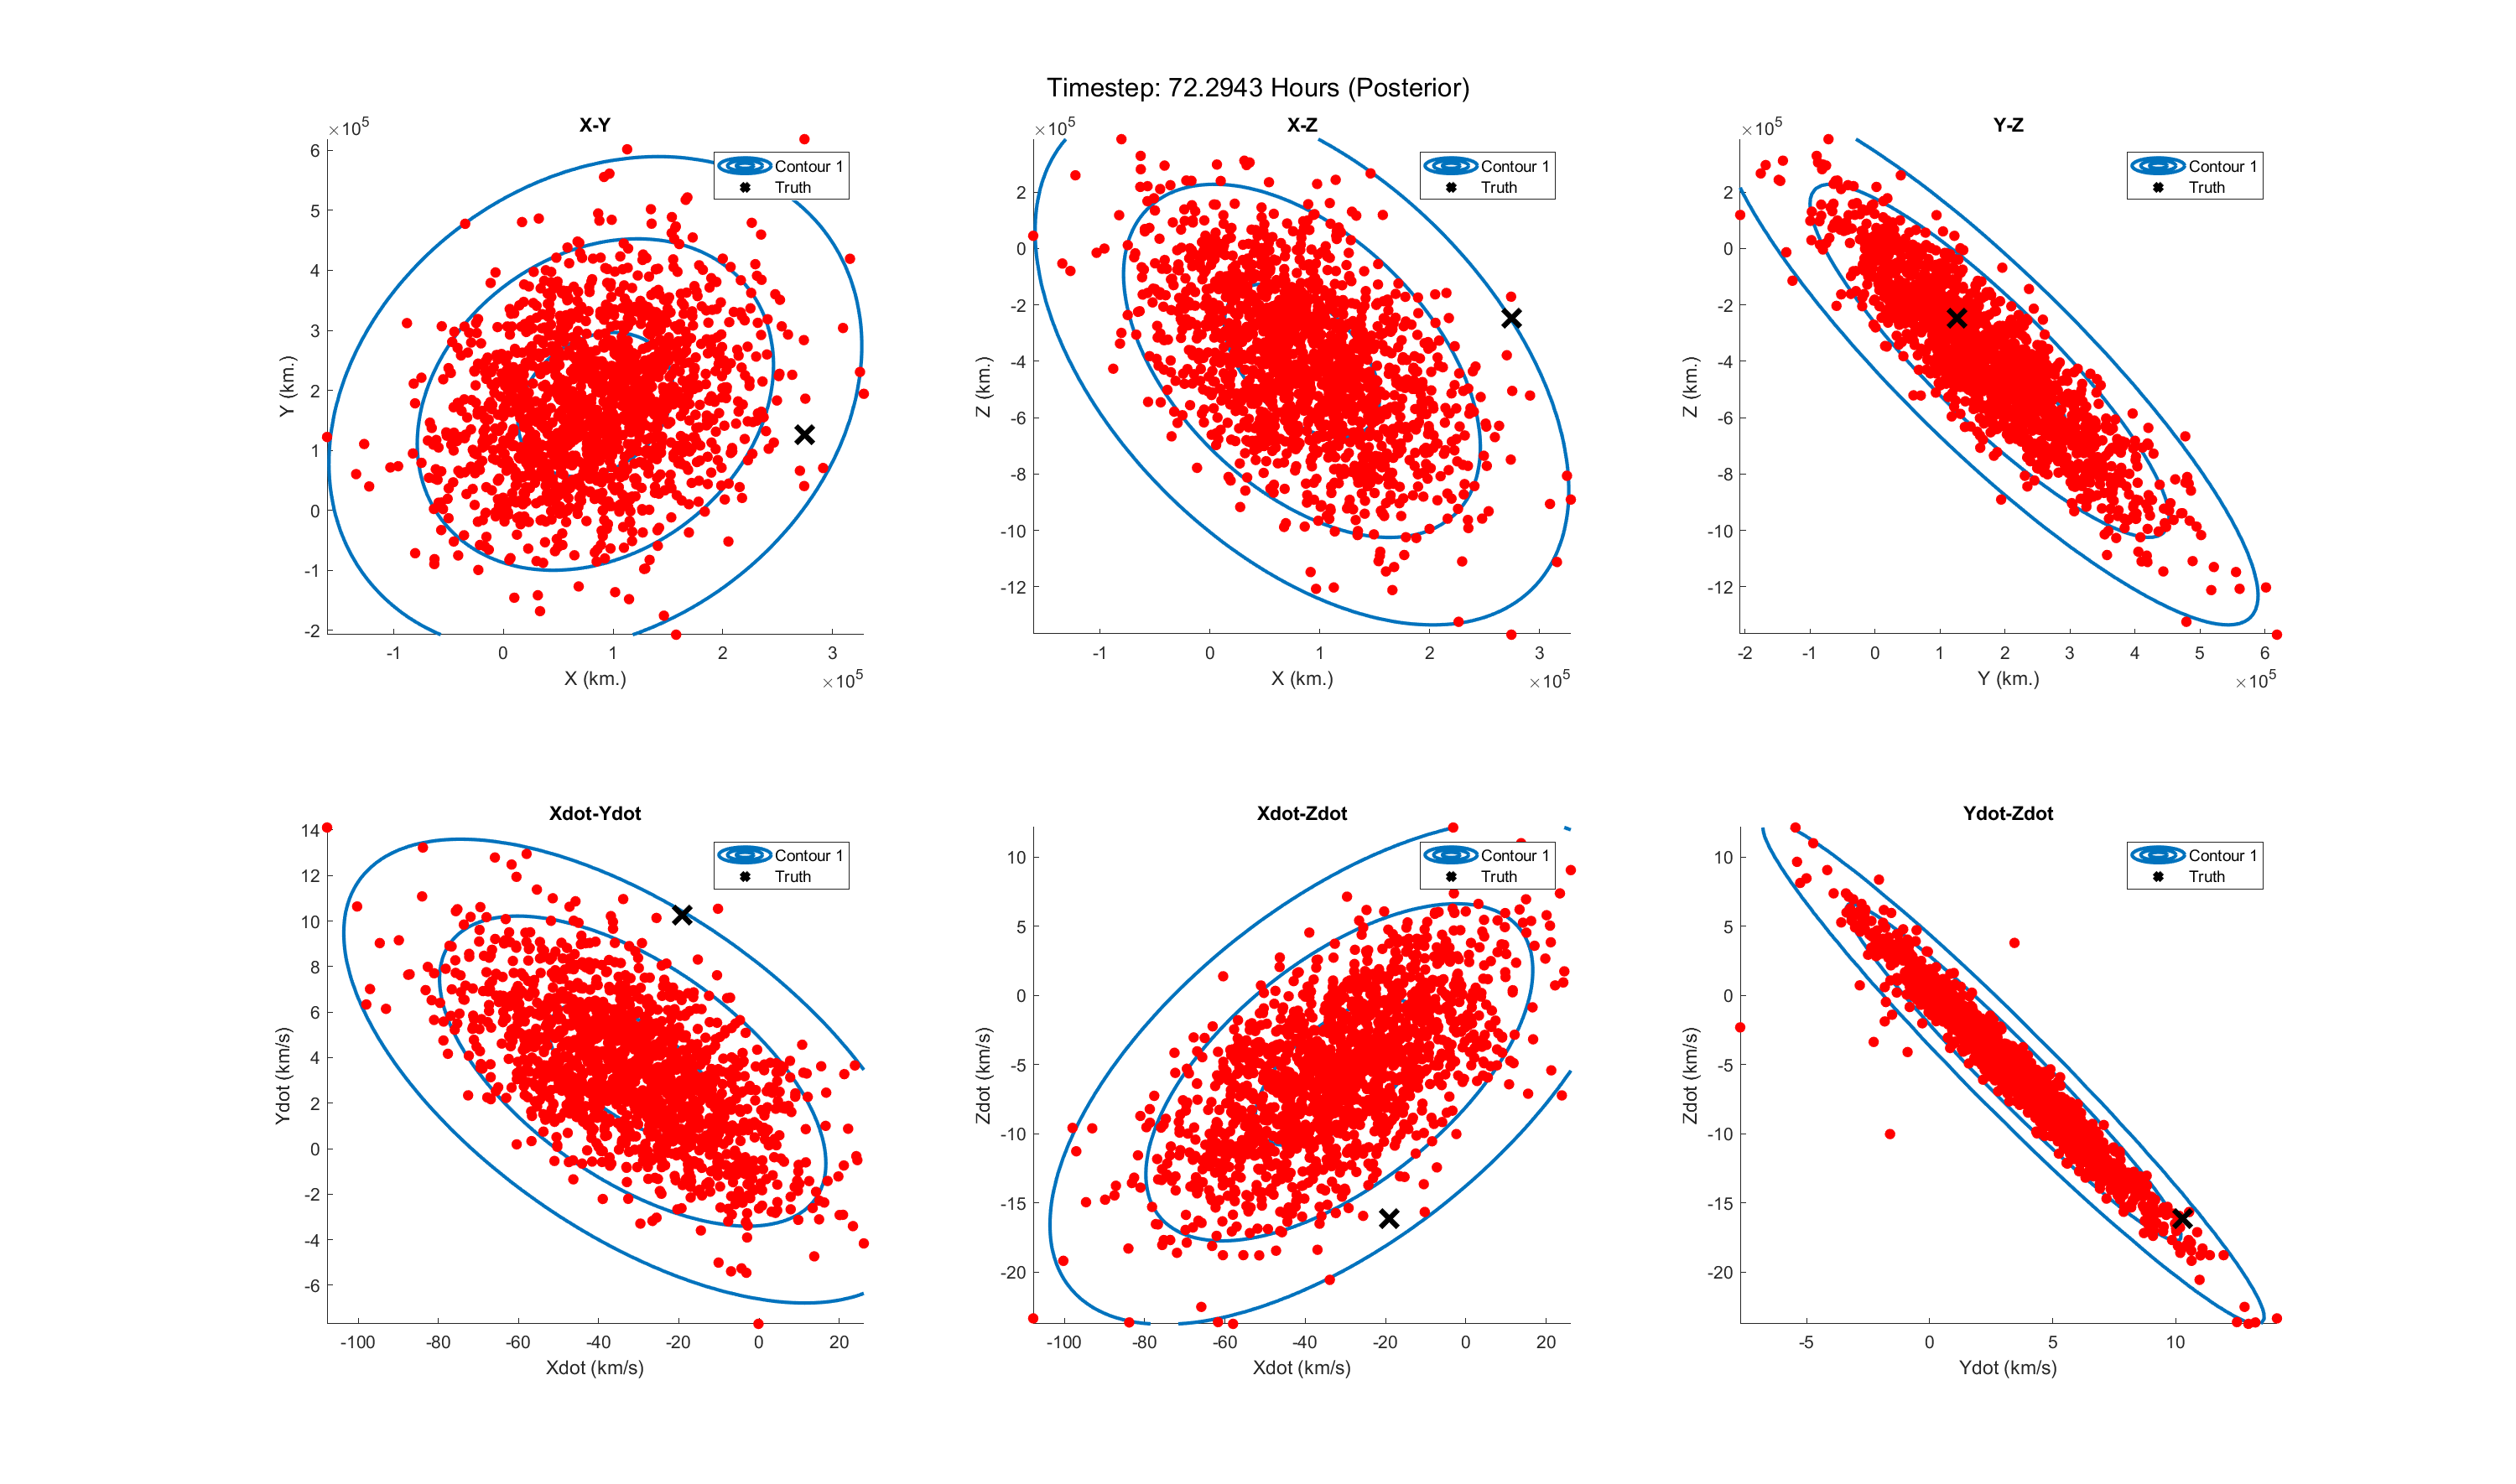 Timestep: 72.2943 Hours (Posterior)
X-Y
×10^5
6
5
4
3
2
1
0
-1
-2
Y (km.)
-1 0 1 2 3
X (km.)
×10^5
Contour 1
Truth
X-Z
×10^5
2
0
-2
-4
-6
-8
-10
-12
Z (km.)
-1 0 1 2 3
X (km.)
×10^5
Contour 1
Truth
Y-Z
×10^5
2
0
-2
-4
-6
-8
-10
-12
Z (km.)
-2 -1 0 1 2 3 4 5 6
Y (km.)
×10^5
Contour 1
Truth
Xdot-Ydot
14
12
10
8
6
4
2
0
-2
-4
-6
Ydot (km/s)
-100 -80 -60 -40 -20 0 20
Xdot (km/s)
Contour 1
Truth
Xdot-Zdot
10
5
0
-5
-10
-15
-20
Zdot (km/s)
-100 -80 -60 -40 -20 0 20
Xdot (km/s)
Contour 1
Truth
Ydot-Zdot
10
5
0
-5
-10
-15
-20
Zdot (km/s)
-5 0 5 10
Ydot (km/s)
Contour 1
Truth